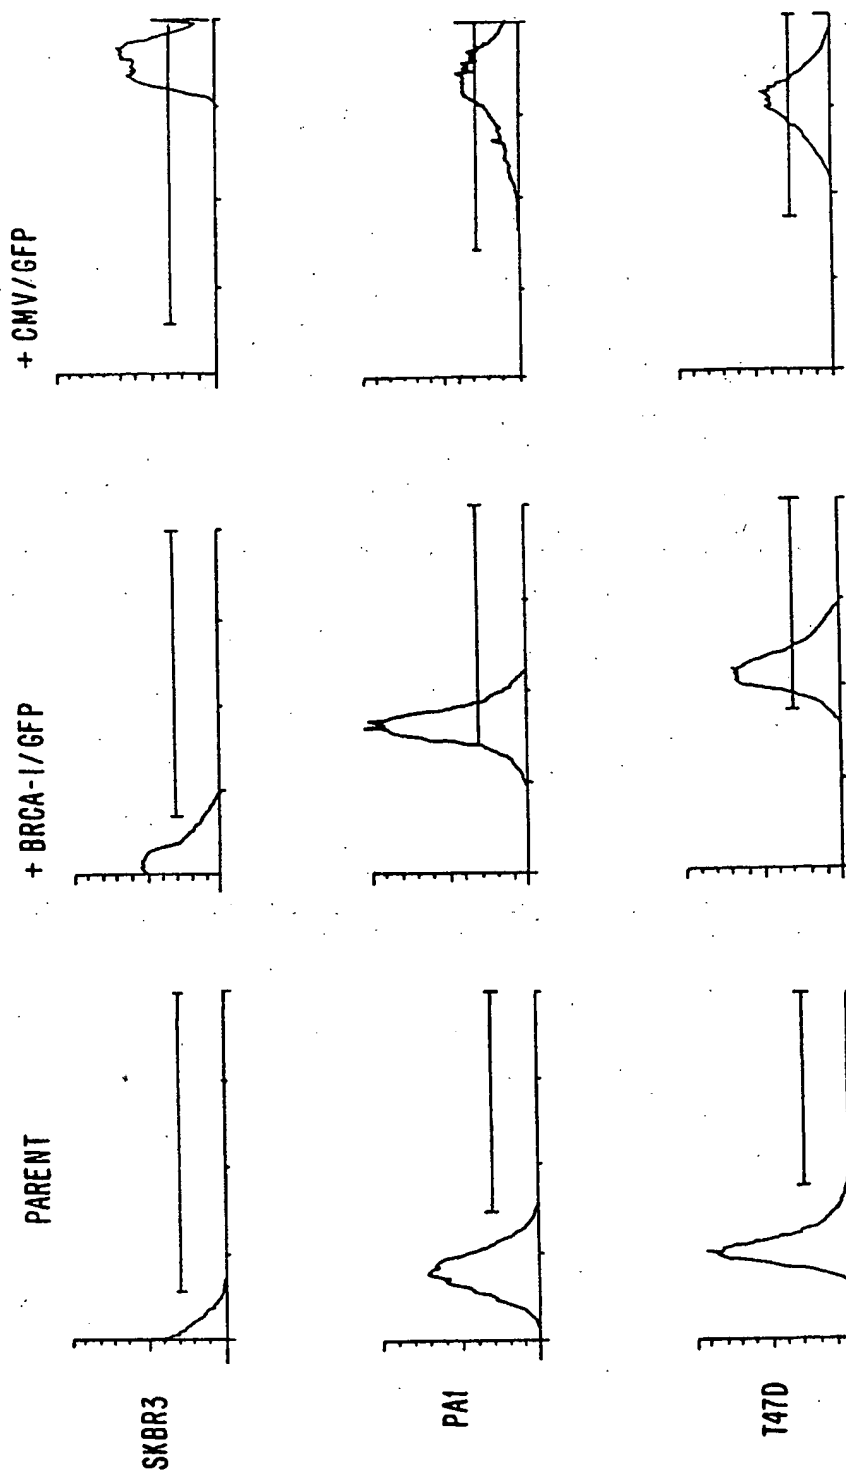 PARENT
+ BRCA-1/GFP
+ CMV/GFP
SKBR3
PA1
T47D